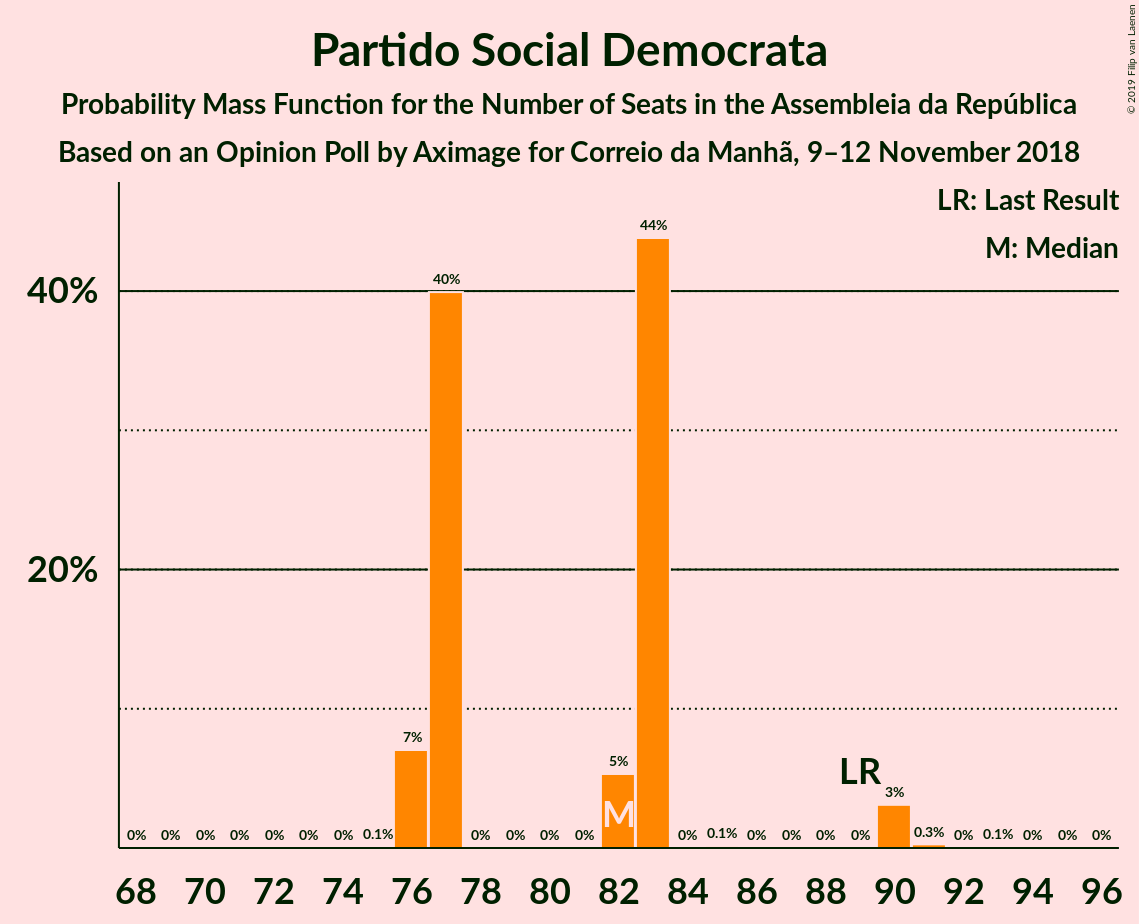 Partido Social Democrata
Probability Mass Function for the Number of Seats in the Assembleia da República
Based on an Opinion Poll by Aximage for Correio da Manhã, 9–12 November 2018
© 2019 Filip van Laenen
LR: Last Result
M: Median
40%
20%
0% 0% 0% 0% 0% 0% 0% 0.1% 7% 40% 0% 0% 0% 0% 5% 44% 0% 0.1% 0% 0% 0% 0% 3% 0.3% 0% 0.1% 0% 0% 0%
M
LR
68 70 72 74 76 78 80 82 84 86 88 90 92 94 96